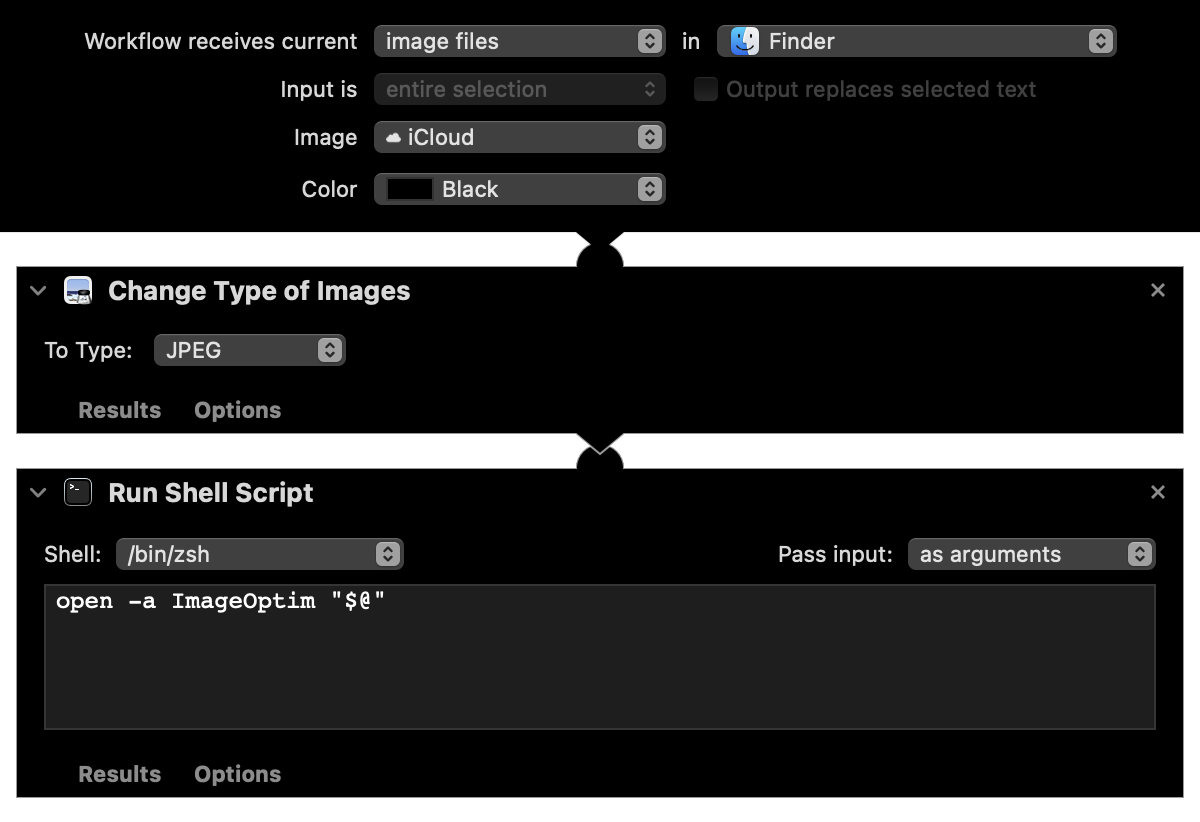 Workflow receives current image files in Finder
Input is entire selection Output replaces selected text
Image iCloud
Color Black
Change Type of Images
To Type: JPEG
Results Options
Run Shell Script
Shell: /bin/zsh Pass input: as arguments
open -a ImageOptim "$@"
Results Options